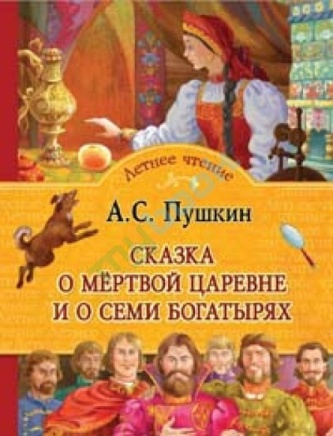 Летнее чтение
А.С. Пушкин
СКАЗКА
О МЁРТВОЙ ЦАРЕВНЕ
И О СЕМИ БОГАТЫРЯХ